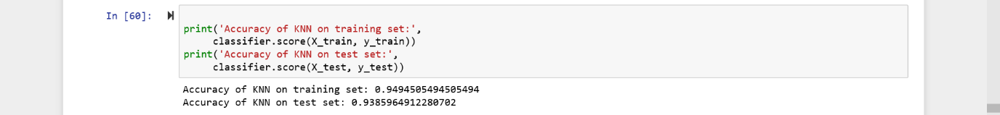 In [60]:
print('Accuracy of KNN on training set:',
classifier.score(X_train, y_train))
print('Accuracy of KNN on test set:',
classifier.score(X_test, y_test))
Accuracy of KNN on training set: 0.9494505494505494
Accuracy of KNN on test set: 0.9385964912280702